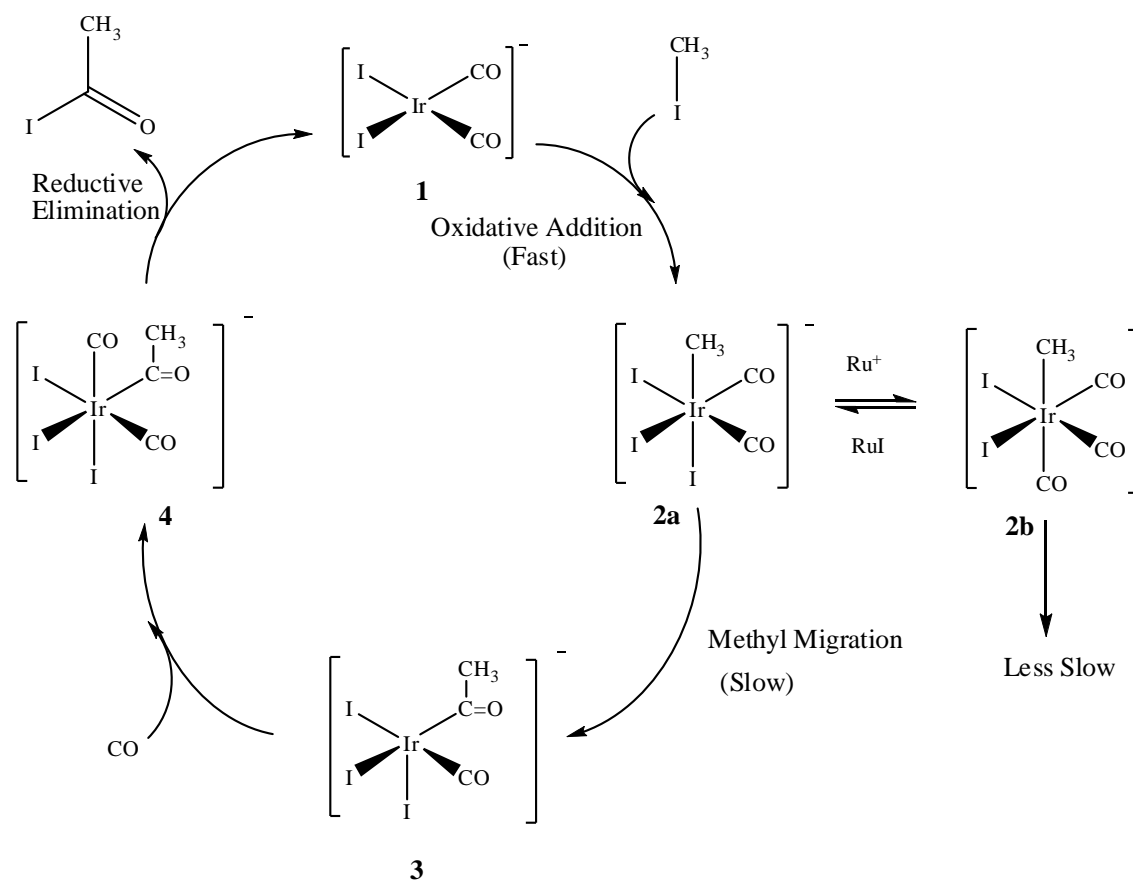 CH3
I
O
Reductive
Elimination
I
CO
Ir
I
CO
−
1
CH3
I
Oxidative Addition
(Fast)
CO
CH3
I
C=O
Ir
I
CO
I
−
4
CH3
I
CO
Ir
I
CO
I
−
2a
Ru+
RuI
CH3
I
CO
Ir
I
CO
CO
−
2b
Methyl Migration
(Slow)
Less Slow
CH3
I
C=O
Ir
I
CO
I
−
3
CO